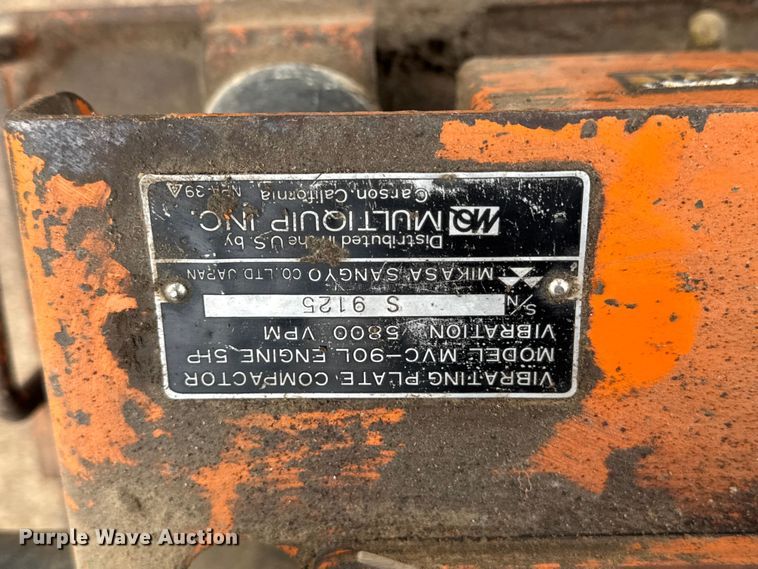 VIBRATING PLATE COMPACTOR
MODEL MVC-90L ENGINE 5HP
VIBRATION 5800 VPM
S/N S 9125
MIKASA SANGYO CO.,LTD. JAPAN
Distributed in the U.S. by
MQ MULTIQUIP INC.
Carson, California
Purple Wave Auction